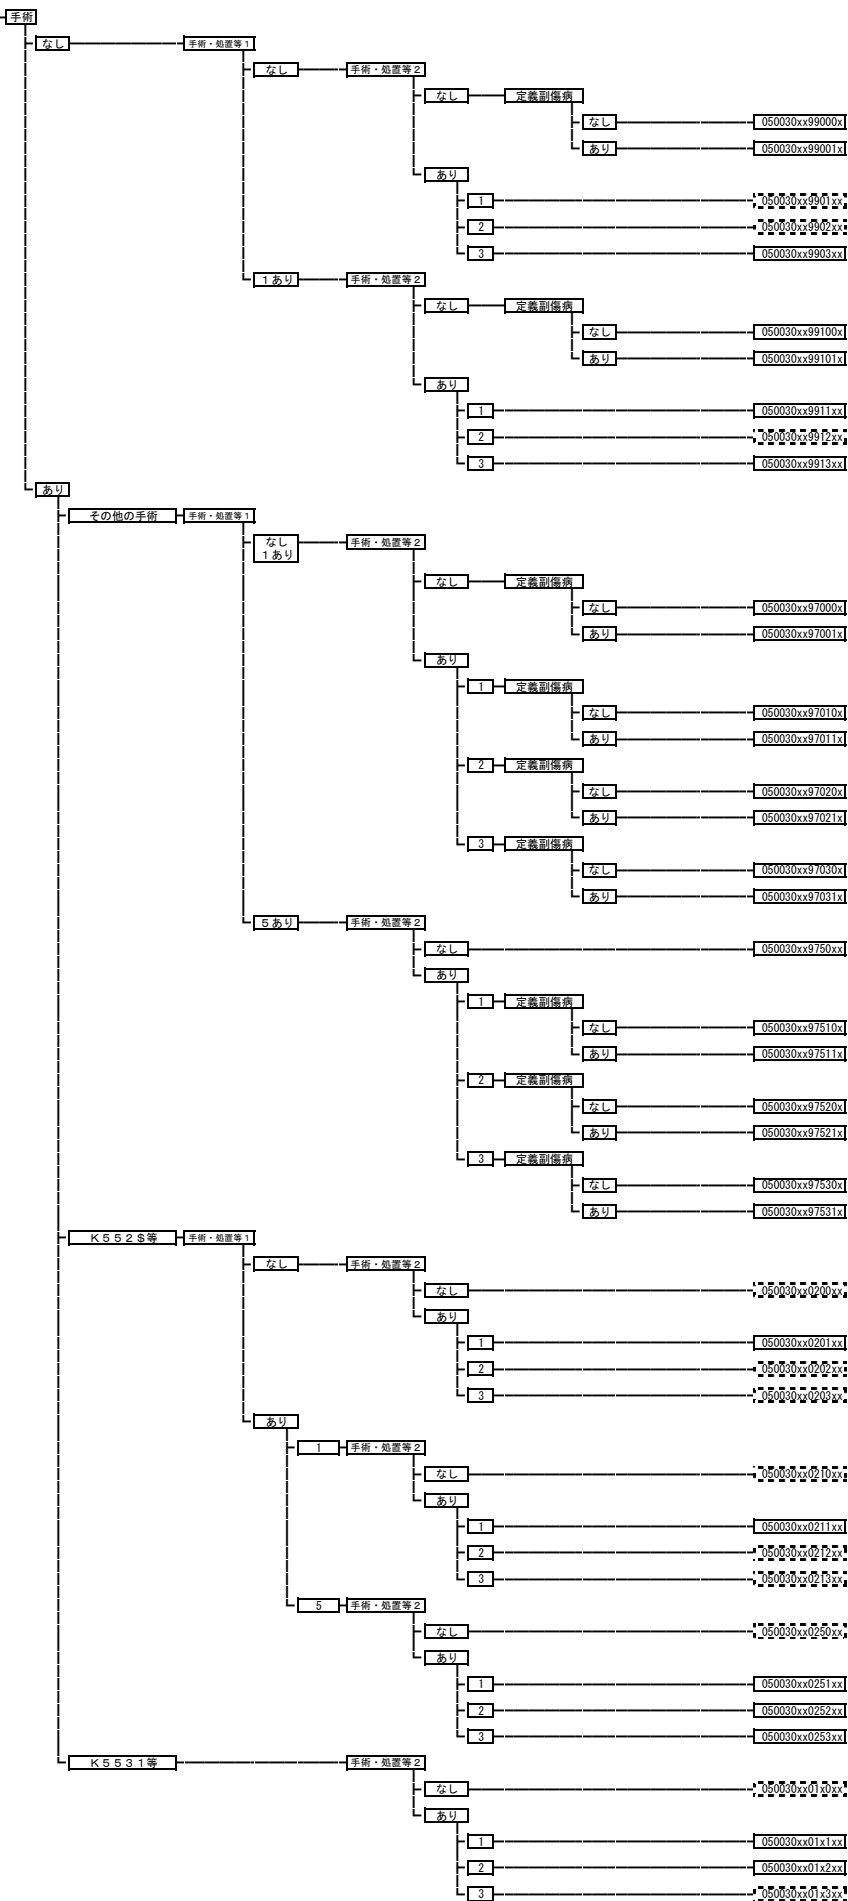 手術
なし 手術・処置等1
なし 手術・処置等2
なし 定義副傷病
なし 050030xx99000x
あり 050030xx99001x
あり
1 050030xx9901xx
2 050030xx9902xx
3 050030xx9903xx
1あり 手術・処置等2
なし 定義副傷病
なし 050030xx99100x
あり 050030xx99101x
あり
1 050030xx9911xx
2 050030xx9912xx
3 050030xx9913xx
あり
その他の手術 手術・処置等1
なし
1あり 手術・処置等2
なし 定義副傷病
なし 050030xx97000x
あり 050030xx97001x
あり
1 定義副傷病
なし 050030xx97010x
あり 050030xx97011x
2 定義副傷病
なし 050030xx97020x
あり 050030xx97021x
3 定義副傷病
なし 050030xx97030x
あり 050030xx97031x
5あり 手術・処置等2
なし 050030xx9750xx
あり
1 定義副傷病
なし 050030xx97510x
あり 050030xx97511x
2 定義副傷病
なし 050030xx97520x
あり 050030xx97521x
3 定義副傷病
なし 050030xx97530x
あり 050030xx97531x
K552$等 手術・処置等1
なし 手術・処置等2
なし 050030xx0200xx
あり
1 050030xx0201xx
2 050030xx0202xx
3 050030xx0203xx
あり
1 手術・処置等2
なし 050030xx0210xx
あり
1 050030xx0211xx
2 050030xx0212xx
3 050030xx0213xx
5 手術・処置等2
なし 050030xx0250xx
あり
1 050030xx0251xx
2 050030xx0252xx
3 050030xx0253xx
K5531等 手術・処置等2
なし 050030xx01x0xx
あり
1 050030xx01x1xx
2 050030xx01x2xx
3 050030xx01x3xx